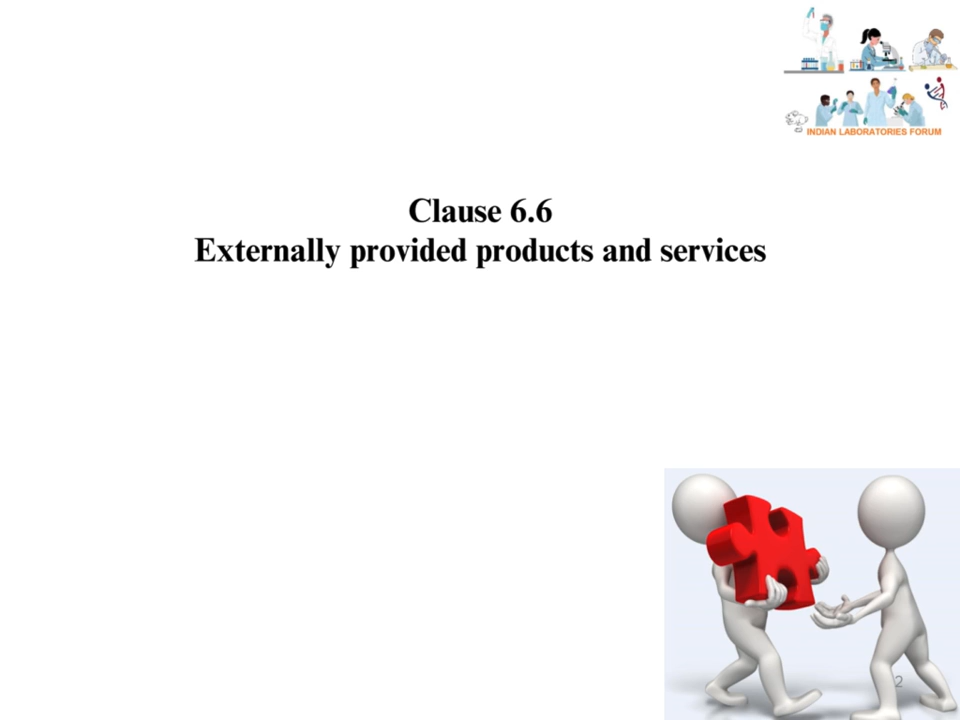 INDIAN LABORATORIES FORUM
Clause 6.6
Externally provided products and services
2